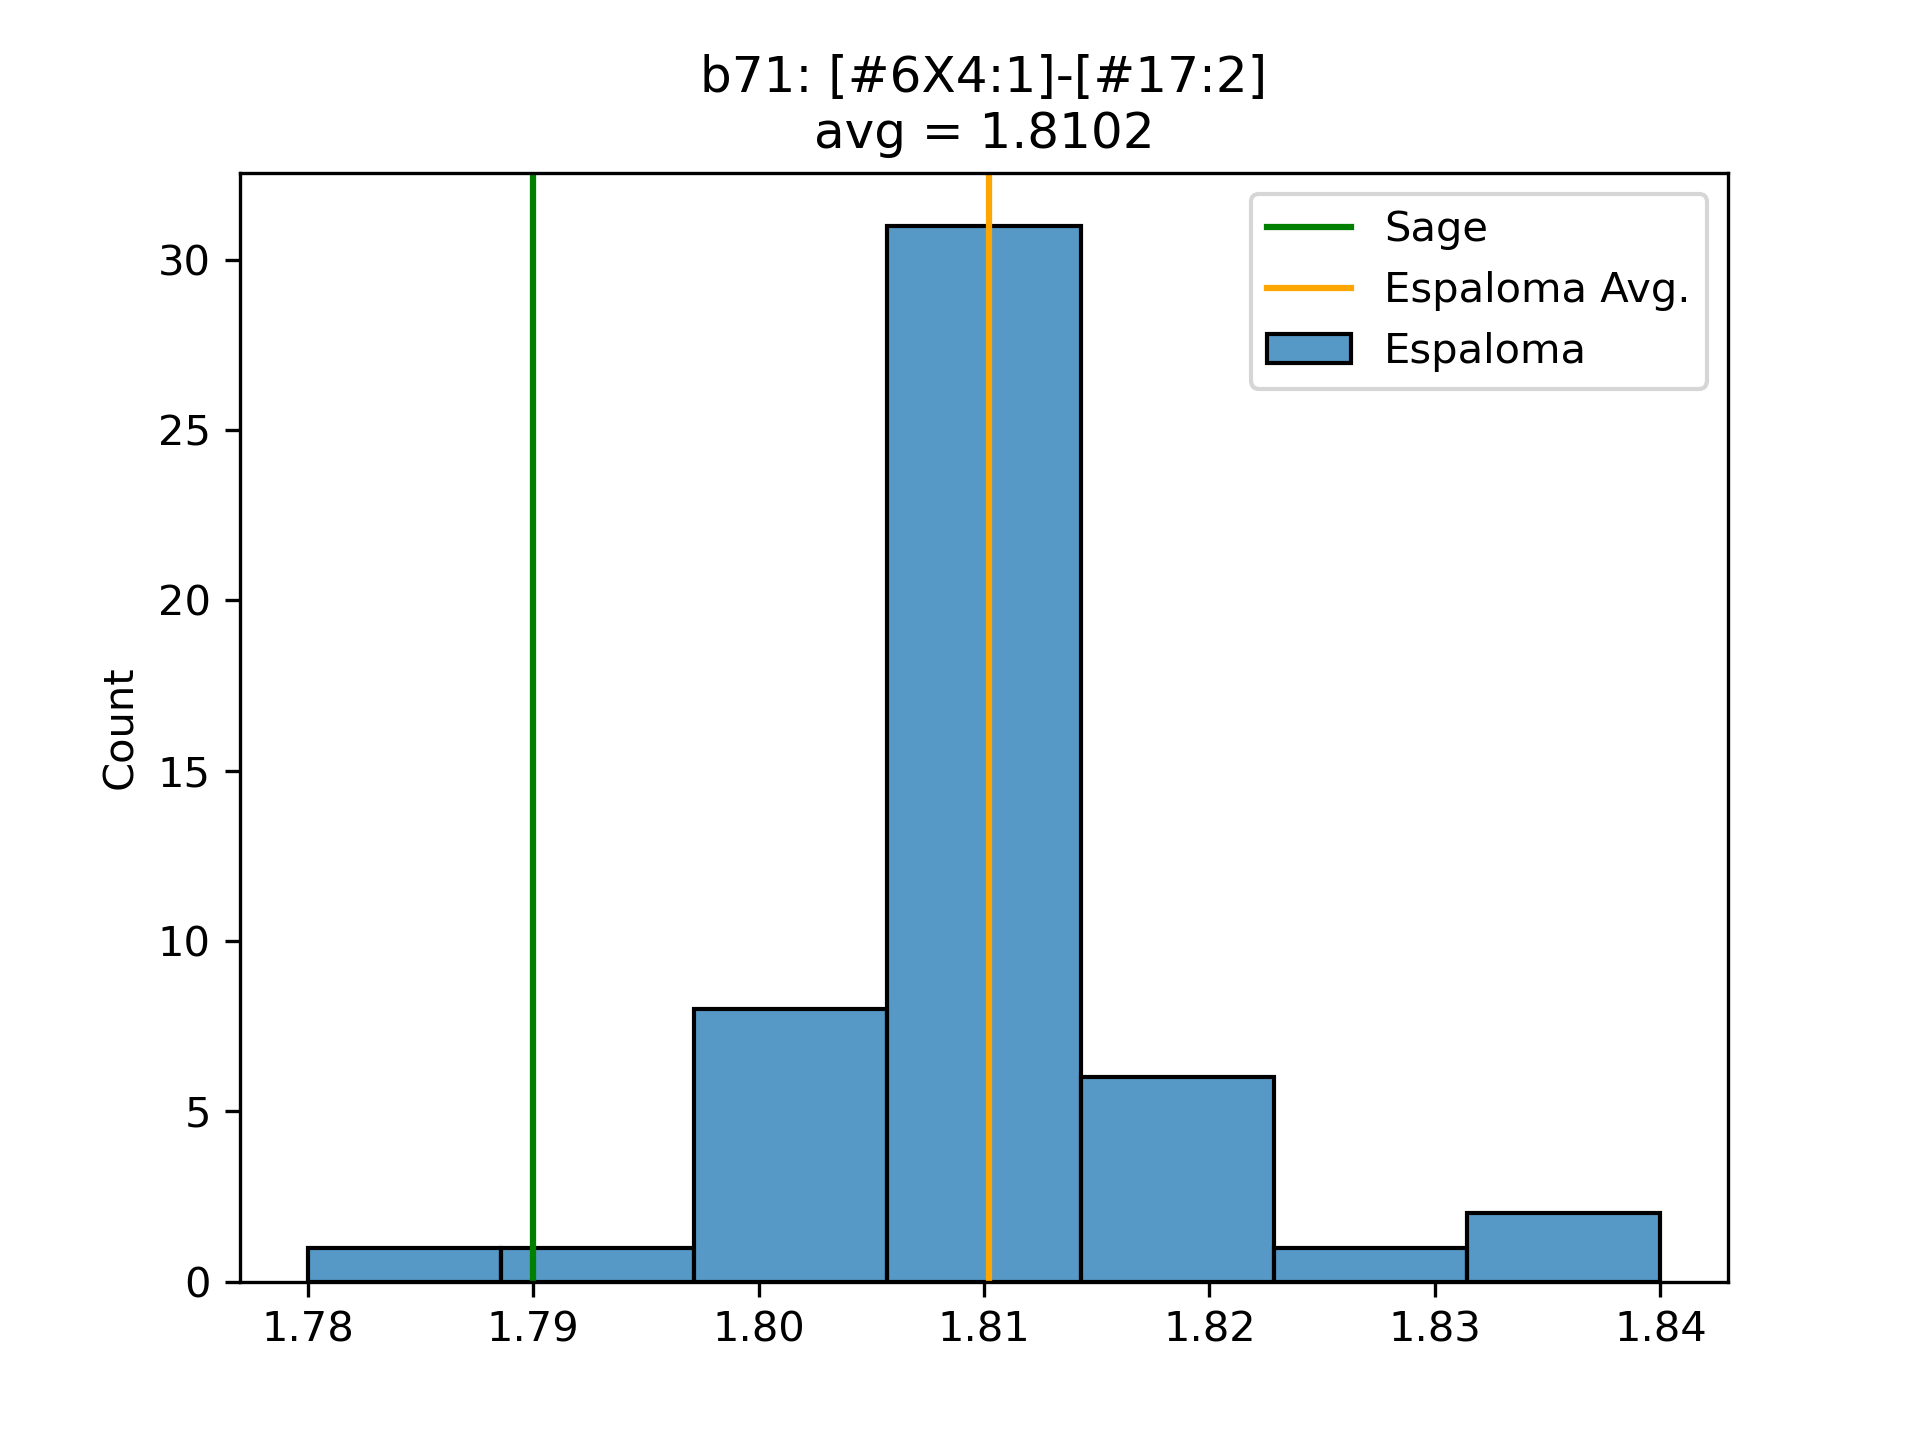 b71: [#6X4:1]-[#17:2]
avg = 1.8102
Sage
Espaloma Avg.
Espaloma
Count
30
25
20
15
10
5
0
1.78 1.79 1.80 1.81 1.82 1.83 1.84